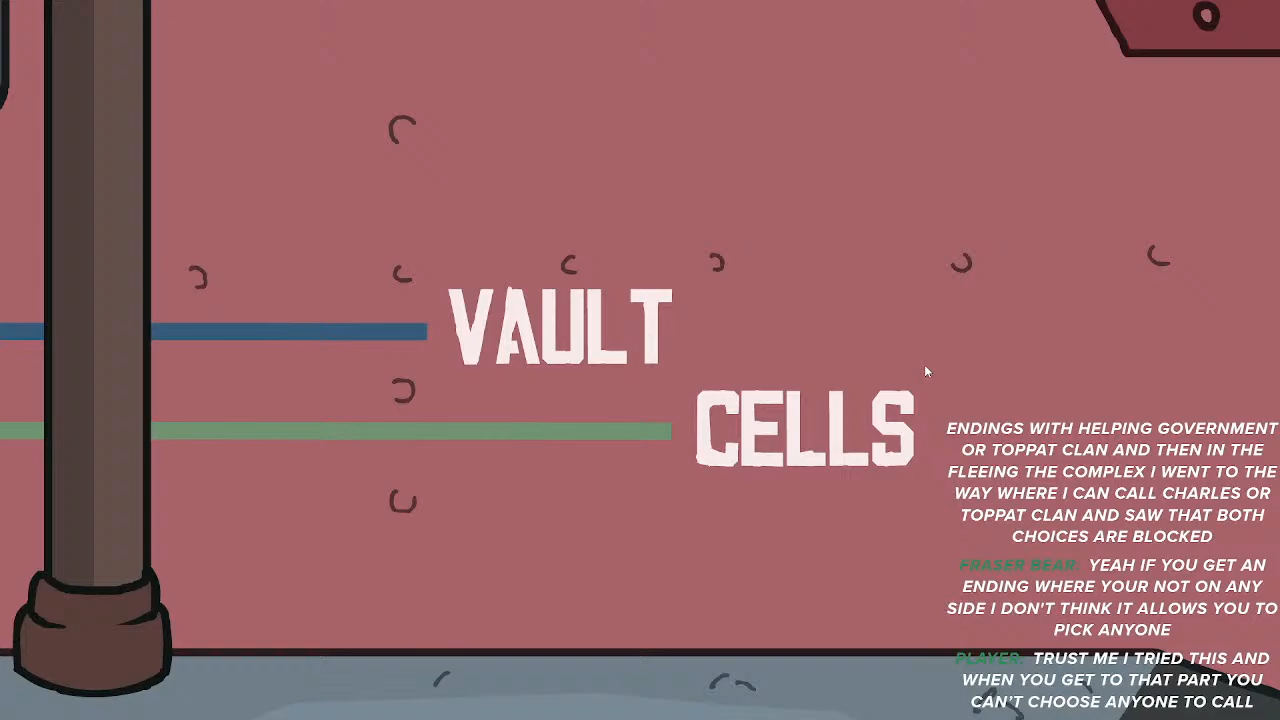 VAULT
CELLS
ENDINGS WITH HELPING GOVERNMENT
OR TOPPAT CLAN AND THEN IN THE
FLEEING THE COMPLEX I WENT TO THE
WAY WHERE I CAN CALL CHARLES OR
TOPPAT CLAN AND SAW THAT BOTH
CHOICES ARE BLOCKED
FRASER BEAR: YEAH IF YOU GET AN
ENDING WHERE YOUR NOT ON ANY
SIDE I DON'T THINK IT ALLOWS YOU TO
PICK ANYONE
PLAYER: TRUST ME I TRIED THIS AND
WHEN YOU GET TO THAT PART YOU
CAN'T CHOOSE ANYONE TO CALL